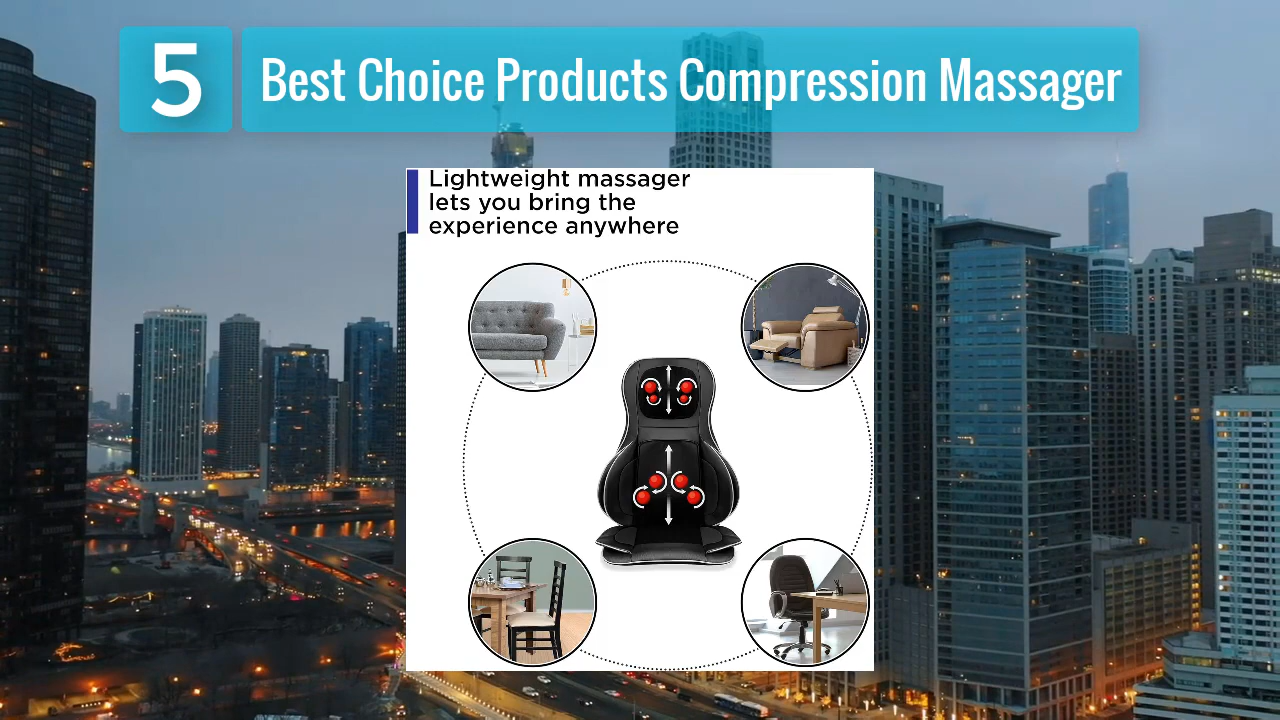 5
Best Choice Products Compression Massager
Lightweight massager
lets you bring the
experience anywhere